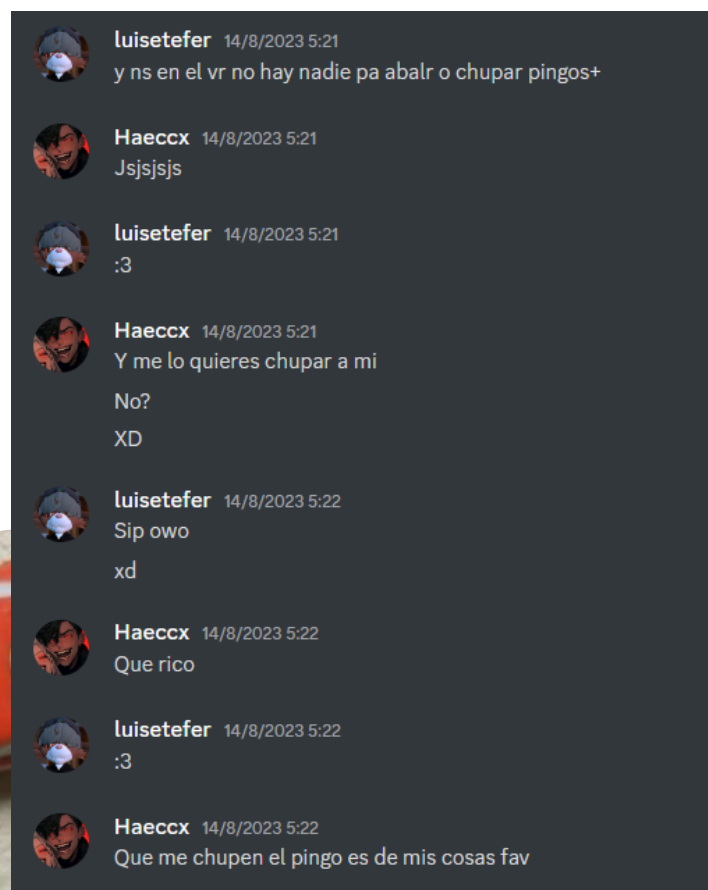 luisetefer 14/8/2023 5:21
y ns en el vr no hay nadie pa abalr o chupar pingos+
Haeccx 14/8/2023 5:21
Jsjsjsjs
luisetefer 14/8/2023 5:21
:3
Haeccx 14/8/2023 5:21
Y me lo quieres chupar a mi
No?
XD
luisetefer 14/8/2023 5:22
Sip owo
xd
Haeccx 14/8/2023 5:22
Que rico
luisetefer 14/8/2023 5:22
:3
Haeccx 14/8/2023 5:22
Que me chupen el pingo es de mis cosas fav